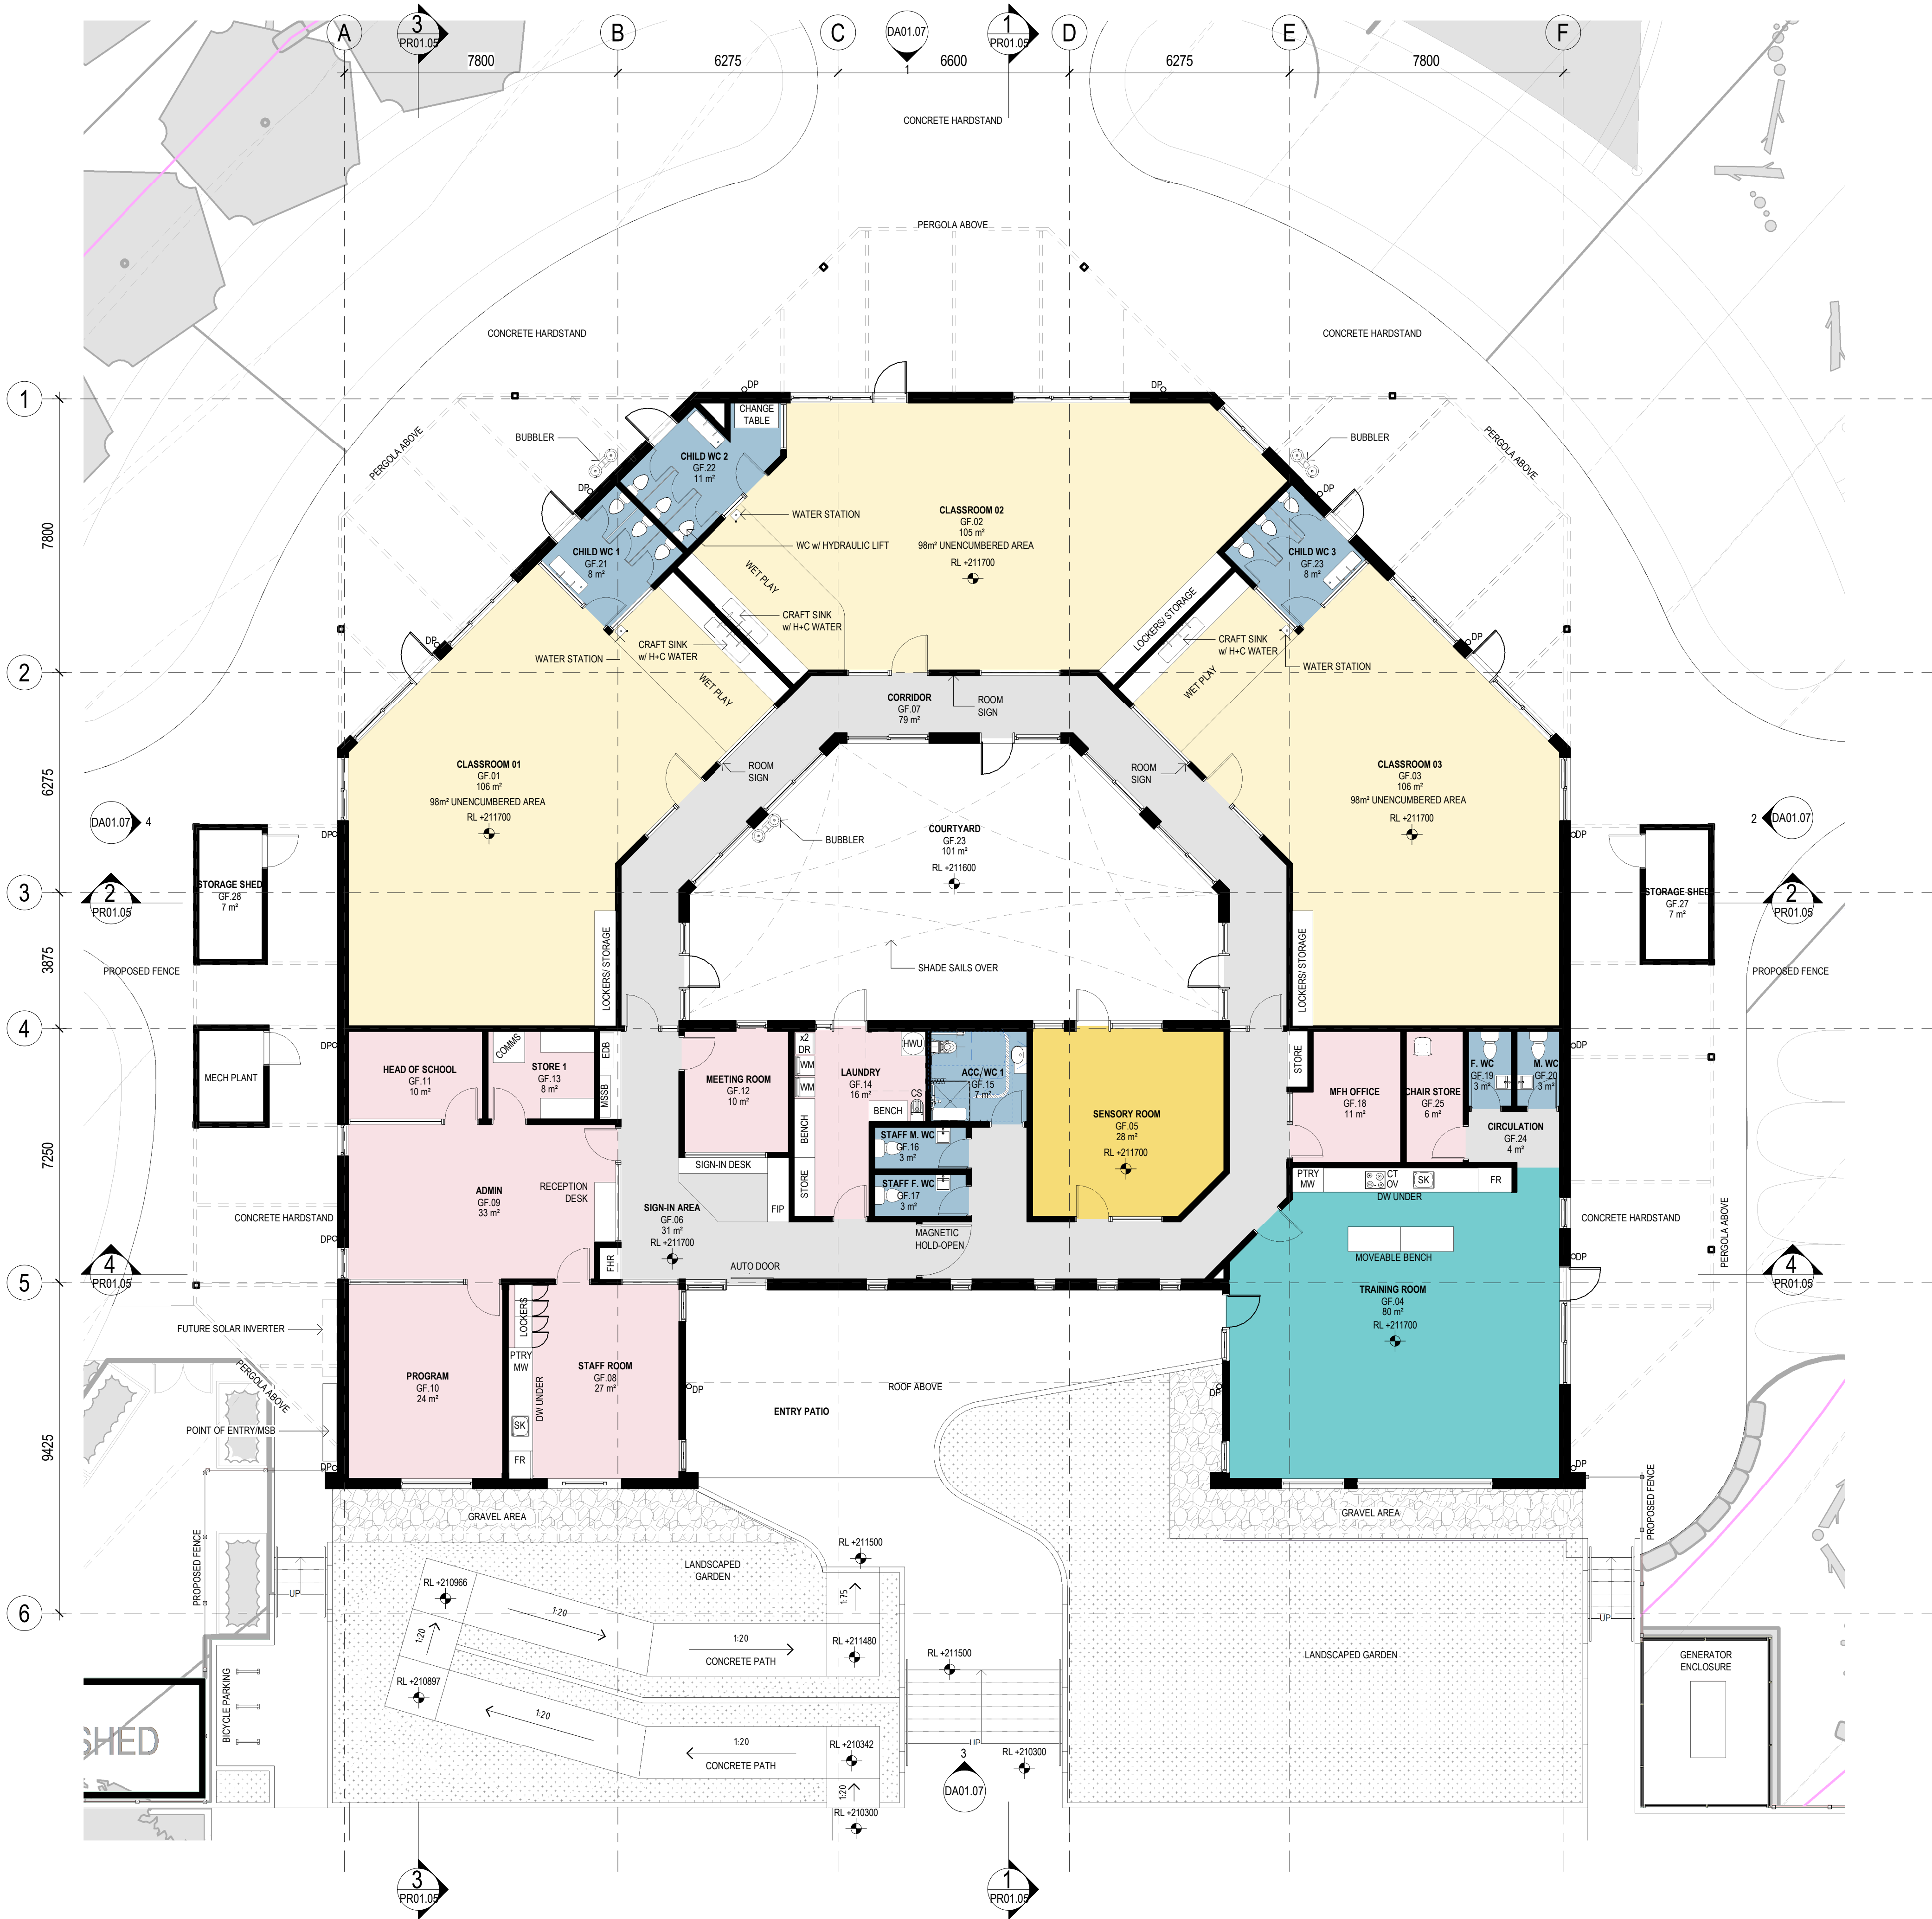 A
3
PR01.05
B
C
DA01.07
1
1
PR01.05
D
E
F
7800
6275
6600
6275
7800
CONCRETE HARDSTAND
PERGOLA ABOVE
CONCRETE HARDSTAND
CONCRETE HARDSTAND
1
DP
DP
CHANGE
TABLE
BUBBLER
BUBBLER
PERGOLA ABOVE
PERGOLA ABOVE
CHILD WC 2
GF.22
11 m²
DP
DP
WATER STATION
CLASSROOM 02
GF.02
105 m²
98m² UNENCUMBERED AREA
RL +211700
7800
WC w/ HYDRAULIC LIFT
CHILD WC 1
GF.21
8 m²
CHILD WC 3
GF.23
8 m²
WET PLAY
CRAFT SINK
w/ H+C WATER
LOCKERS/ STORAGE
DP
CRAFT SINK
w/ H+C WATER
CRAFT SINK
w/ H+C WATER
DP
WATER STATION
WATER STATION
2
WET PLAY
WET PLAY
CORRIDOR
GF.07
79 m²
ROOM
SIGN
6275
CLASSROOM 01
GF.01
106 m²
98m² UNENCUMBERED AREA
RL +211700
ROOM
SIGN
ROOM
SIGN
CLASSROOM 03
GF.03
106 m²
98m² UNENCUMBERED AREA
RL +211700
DA01.07
4
DP
BUBBLER
COURTYARD
GF.23
101 m²
RL +211600
DP
2
DA01.07
3
2
PR01.05
STORAGE SHED
GF.28
7 m²
STORAGE SHED
GF.27
7 m²
2
PR01.05
3875
PROPOSED FENCE
LOCKERS/ STORAGE
SHADE SAILS OVER
LOCKERS/ STORAGE
PROPOSED FENCE
4
DP
MECH PLANT
HEAD OF SCHOOL
GF.11
10 m²
COMMS
STORE 1
GF.13
8 m²
EDB
MSSB
MEETING ROOM
GF.12
10 m²
x2
DR
WM
WM
LAUNDRY
GF.14
16 m²
HWU
CS
BENCH
BENCH
STORE
ACC. WC 1
GF.15
7 m²
STAFF M. WC
GF.16
3 m²
STAFF F. WC
GF.17
3 m²
SENSORY ROOM
GF.05
28 m²
RL +211700
STORE
MFH OFFICE
GF.18
11 m²
CHAIR STORE
GF.25
6 m²
F. WC
GF.19
3 m²
M. WC
GF.20
3 m²
DP
CIRCULATION
GF.24
4 m²
7250
SIGN-IN DESK
FIP
PTRY
MW
CT
OV
SK
FR
DW UNDER
ADMIN
GF.09
33 m²
RECEPTION
DESK
SIGN-IN AREA
GF.06
31 m²
RL +211700
MAGNETIC
HOLD-OPEN
CONCRETE HARDSTAND
DP
CONCRETE HARDSTAND
PERGOLA ABOVE
MOVEABLE BENCH
DP
4
PR01.05
FHR
AUTO DOOR
4
PR01.05
5
FUTURE SOLAR INVERTER
LOCKERS
TRAINING ROOM
GF.04
80 m²
RL +211700
PERGOLA ABOVE
PROGRAM
GF.10
24 m²
PTRY
MW
DW UNDER
SK
FR
STAFF ROOM
GF.08
27 m²
DP
ROOF ABOVE
DP
ENTRY PATIO
POINT OF ENTRY/MSB
9425
DP
DP
PROPOSED FENCE
PROPOSED FENCE
GRAVEL AREA
GRAVEL AREA
RL +211500
LANDSCAPED
GARDEN
UP
RL +210966
1:20
1:75
6
UP
1:20
1:20
CONCRETE PATH
RL +211480
RL +211500
LANDSCAPED GARDEN
GENERATOR
ENCLOSURE
RL +210897
BICYCLE PARKING
SHED
1:20
1:20
CONCRETE PATH
RL +210342
UP
RL +210300
3
DA01.07
1:20
RL +210300
3
PR01.05
1
PR01.05